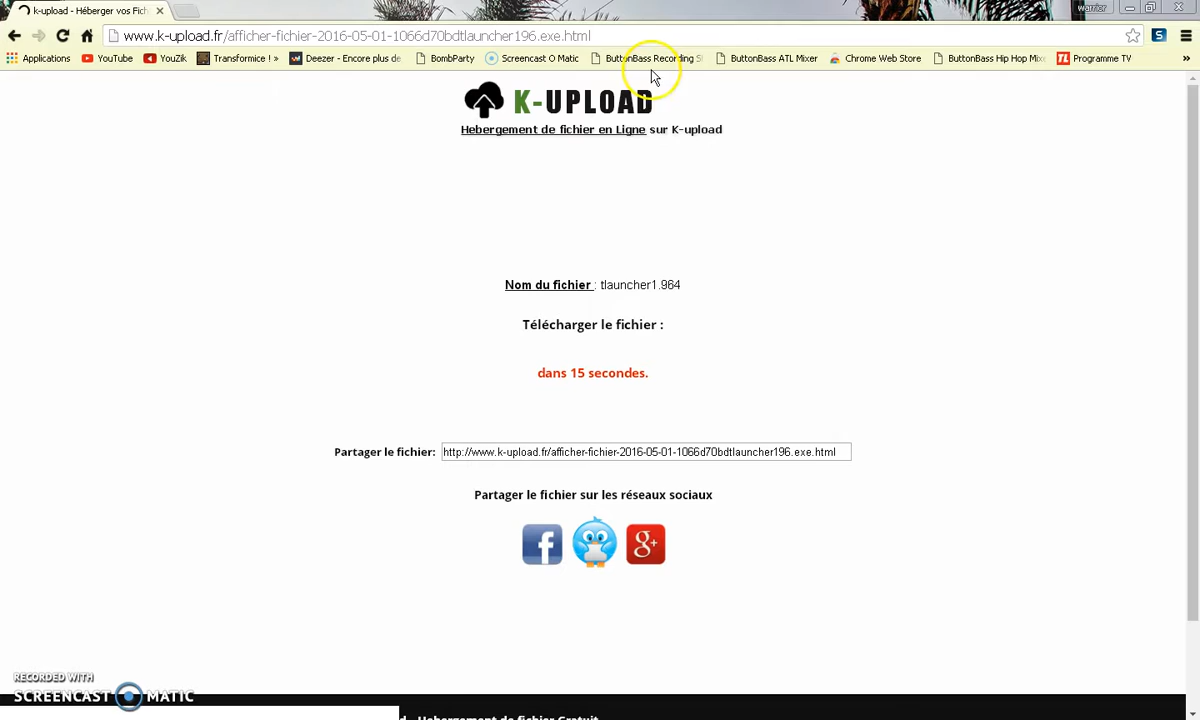 k-upload - Héberger vos Fich
warrior
www.k-upload.fr/afficher-fichier-2016-05-01-1066d70bdtlauncher196.exe.html
Applications YouTube YouZik Transformice ! » Deezer - Encore plus de BombParty Screencast O Matic ButtonBass Recording S ButtonBass ATL Mixer Chrome Web Store ButtonBass Hip Hop Mix Programme TV »
K-UPLOAD
Hebergement de fichier en Ligne sur K-upload
Nom du fichier : tlauncher1.964
Télécharger le fichier :
dans 15 secondes.
Partager le fichier: http://www.k-upload.fr/afficher-fichier-2016-05-01-1066d70bdtlauncher196.exe.html
Partager le fichier sur les réseaux sociaux
f g+
RECORDED WITH
SCREENCAST MATIC
d - Hebergement de fichier Gratuit